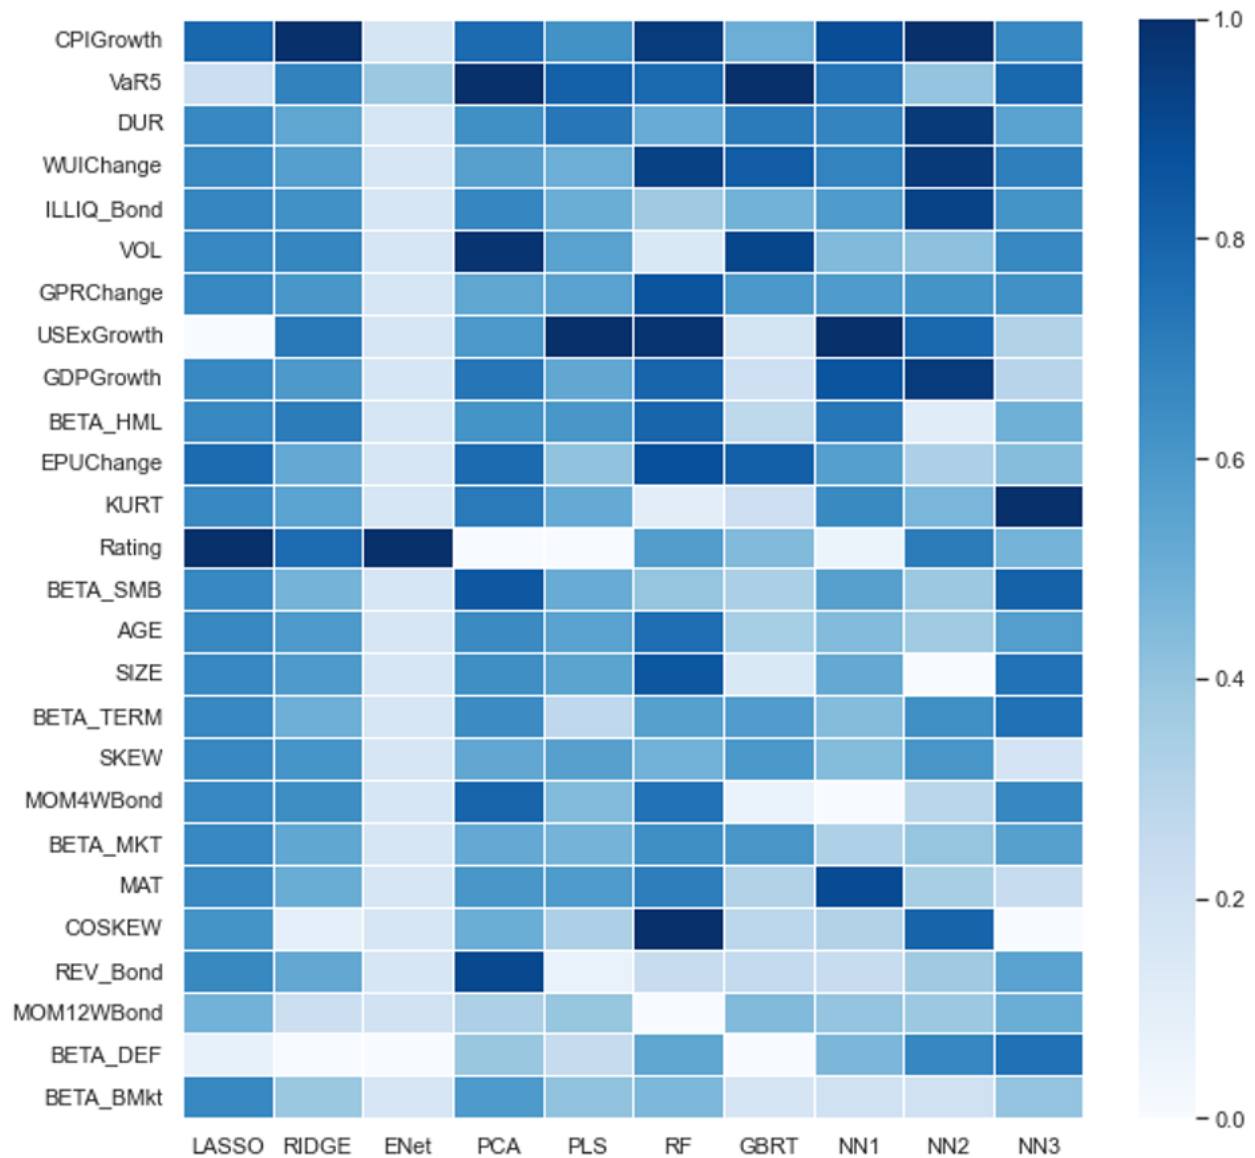 CPIGrowth
VaR5
DUR
WUIChange
ILLIQ_Bond
VOL
GPRChange
USExGrowth
GDPGrowth
BETA_HML
EPUChange
KURT
Rating
BETA_SMB
AGE
SIZE
BETA_TERM
SKEW
MOM4WBond
BETA_MKT
MAT
COSKEW
REV_Bond
MOM12WBond
BETA_DEF
BETA_BMkt
LASSO RIDGE ENet PCA PLS RF GBRT NN1 NN2 NN3
1.0
0.8
0.6
0.4
0.2
0.0